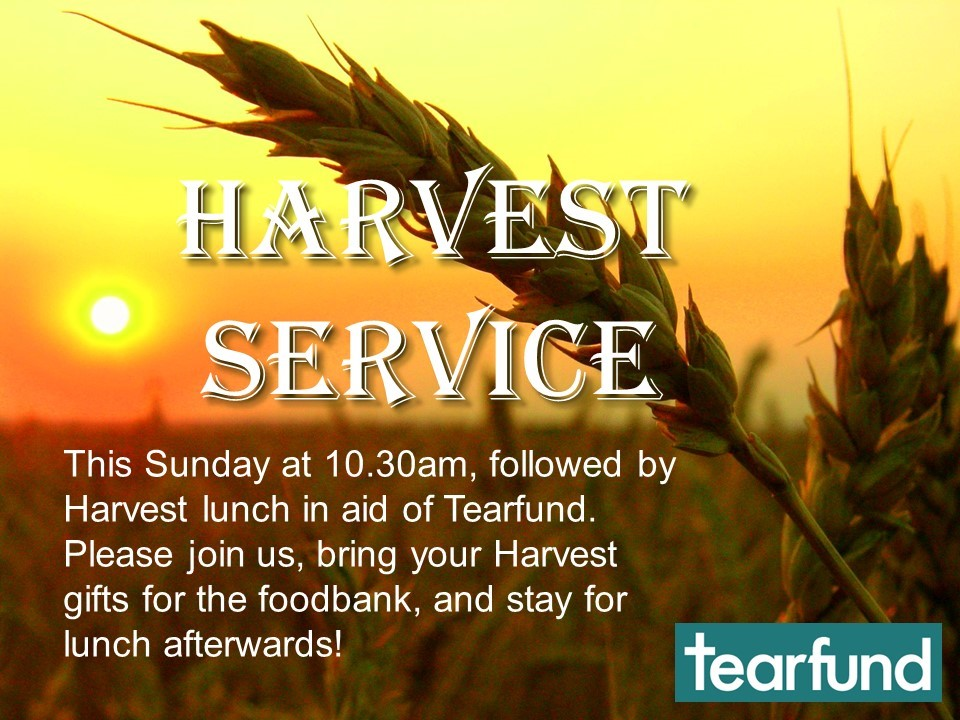 HARVEST
SERVICE
This Sunday at 10.30am, followed by
Harvest lunch in aid of Tearfund.
Please join us, bring your Harvest
gifts for the foodbank, and stay for
lunch afterwards!
tearfund